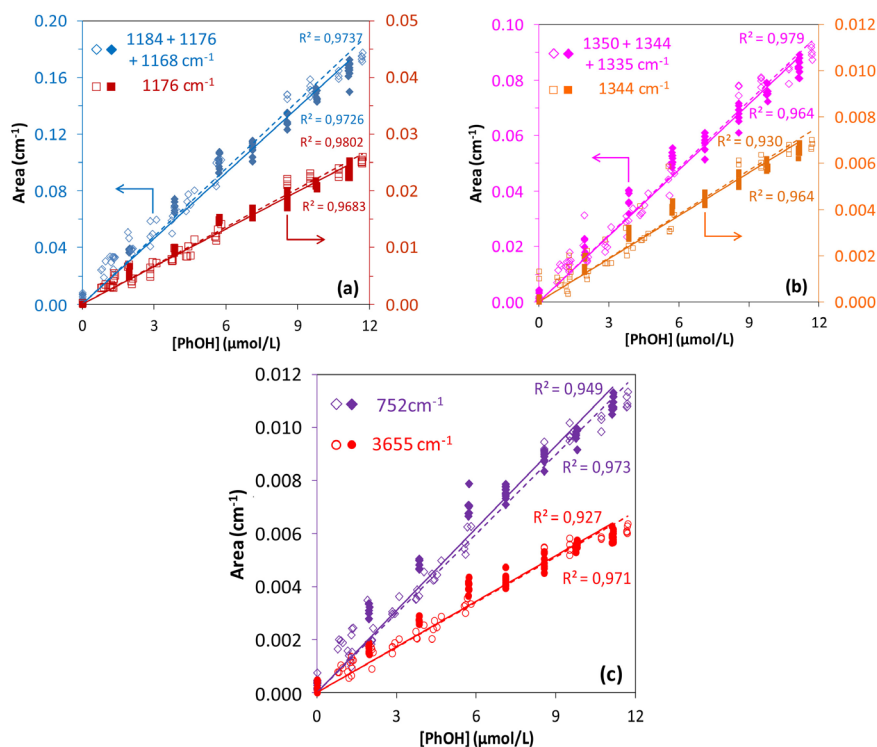 0.20
0.16
0.12
0.08
0.04
0.00
Area (cm⁻¹)
1184 + 1176
+ 1168 cm⁻¹
1176 cm⁻¹
R² = 0,9737
R² = 0,9726
R² = 0,9802
R² = 0,9683
(a)
0.05
0.04
0.03
0.02
0.01
0.00
0 3 6 9 12
[PhOH] (µmol/L)
0.10
0.08
0.06
0.04
0.02
0.00
Area (cm⁻¹)
1350 + 1344
+ 1335 cm⁻¹
1344 cm⁻¹
R² = 0,979
R² = 0,964
R² = 0,930
R² = 0,964
(b)
0.012
0.010
0.008
0.006
0.004
0.002
0.000
0 3 6 9 12
[PhOH] (µmol/L)
0.012
0.010
0.008
0.006
0.004
0.002
0.000
Area (cm⁻¹)
752cm⁻¹
3655 cm⁻¹
R² = 0,949
R² = 0,973
R² = 0,927
R² = 0,971
(c)
0 3 6 9 12
[PhOH] (µmol/L)